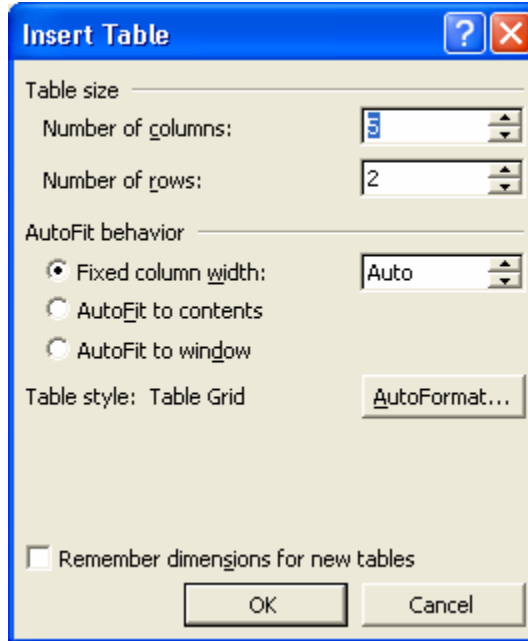 Insert Table
Table size
Number of columns: 5
Number of rows: 2
AutoFit behavior
Fixed column width: Auto
AutoFit to contents
AutoFit to window
Table style: Table Grid AutoFormat...
Remember dimensions for new tables
OK Cancel